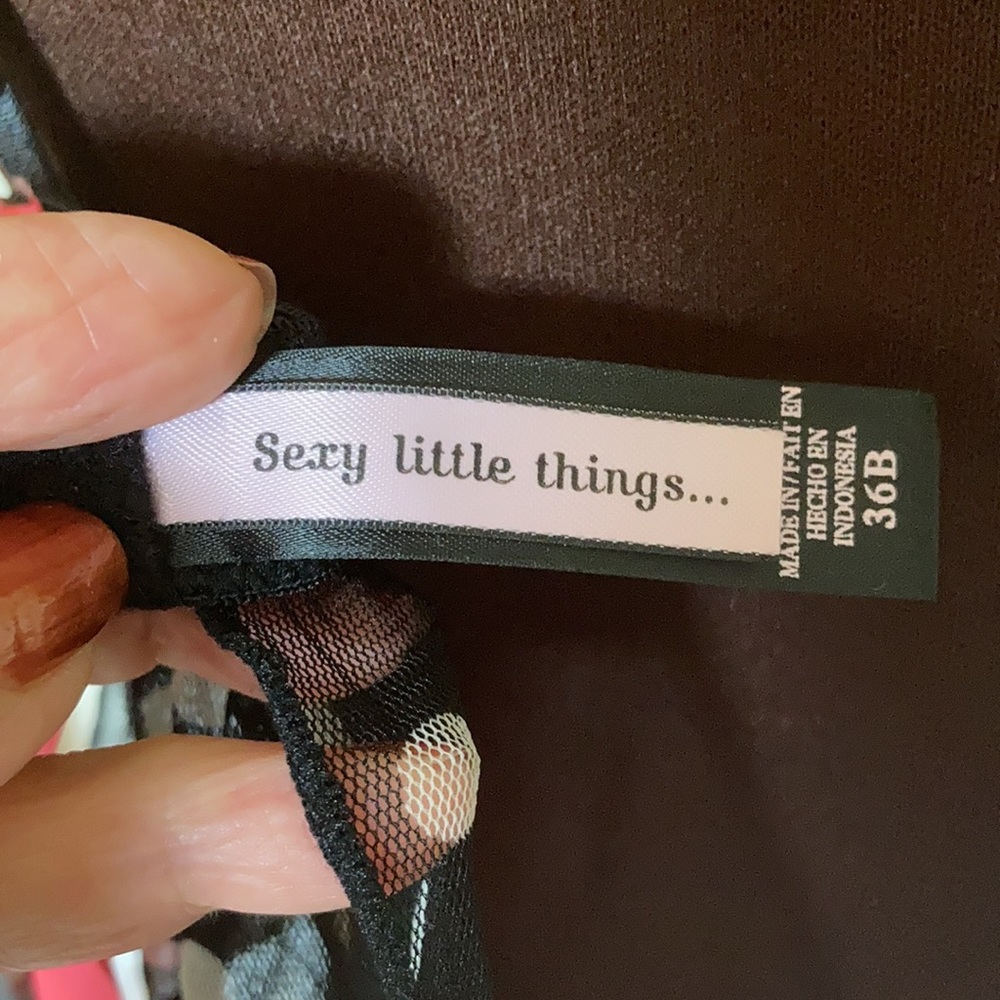 Sexy little things...
MADE IN/FAIT EN
HECHO EN
INDONESIA
36B